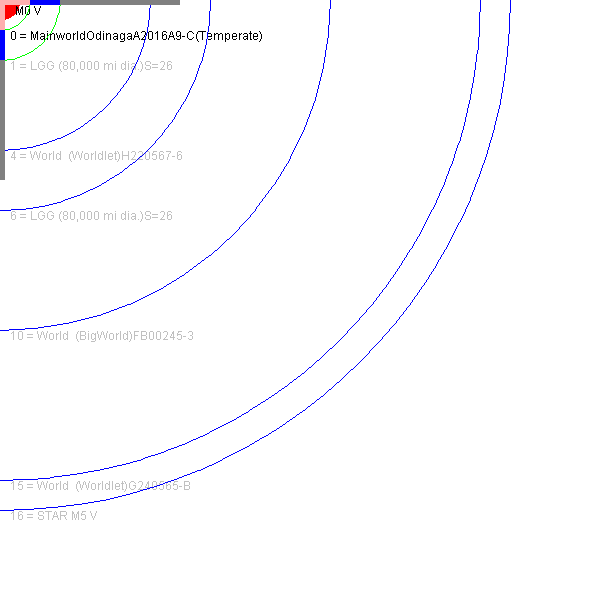 M0 V
0 = MainworldOdinagaA2016A9-C(Temperate)
1 = LGG (80,000 mi dia.)S=26
4 = World (Worldlet)H220567-6
6 = LGG (80,000 mi dia.)S=26
10 = World (BigWorld)FB00245-3
15 = World (Worldlet)G240565-B
16 = STAR M5 V